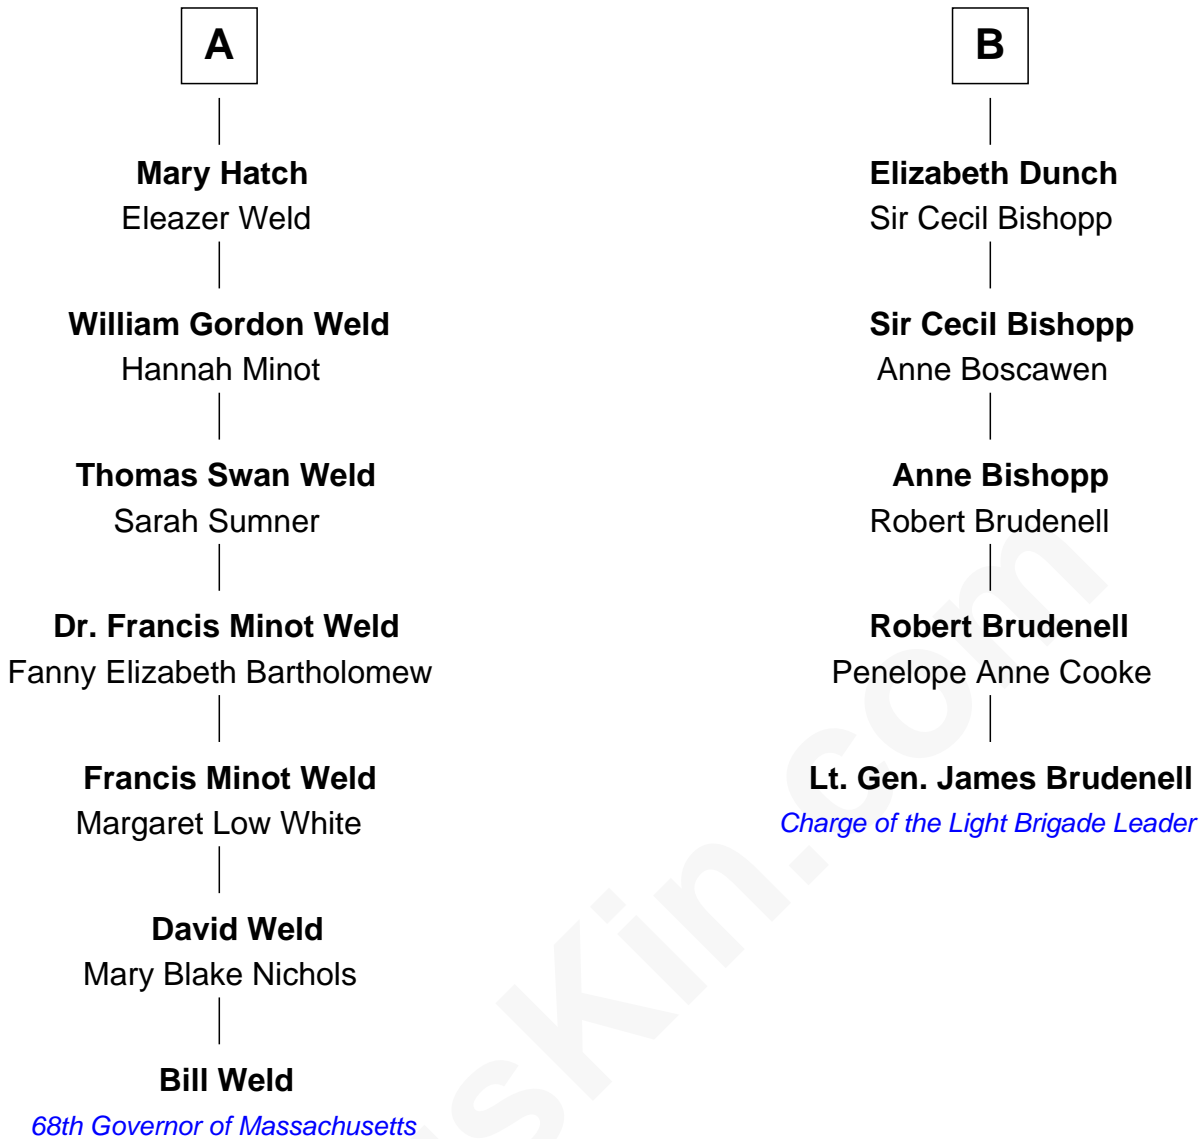 A
Mary Hatch
Eleazer Weld
William Gordon Weld
Hannah Minot
Thomas Swan Weld
Sarah Sumner
Dr. Francis Minot Weld
Fanny Elizabeth Bartholomew
Francis Minot Weld
Margaret Low White
David Weld
Mary Blake Nichols
Bill Weld
68th Governor of Massachusetts
B
Elizabeth Dunch
Sir Cecil Bishopp
Sir Cecil Bishopp
Anne Boscawen
Anne Bishopp
Robert Brudenell
Robert Brudenell
Penelope Anne Cooke
Lt. Gen. James Brudenell
Charge of the Light Brigade Leader